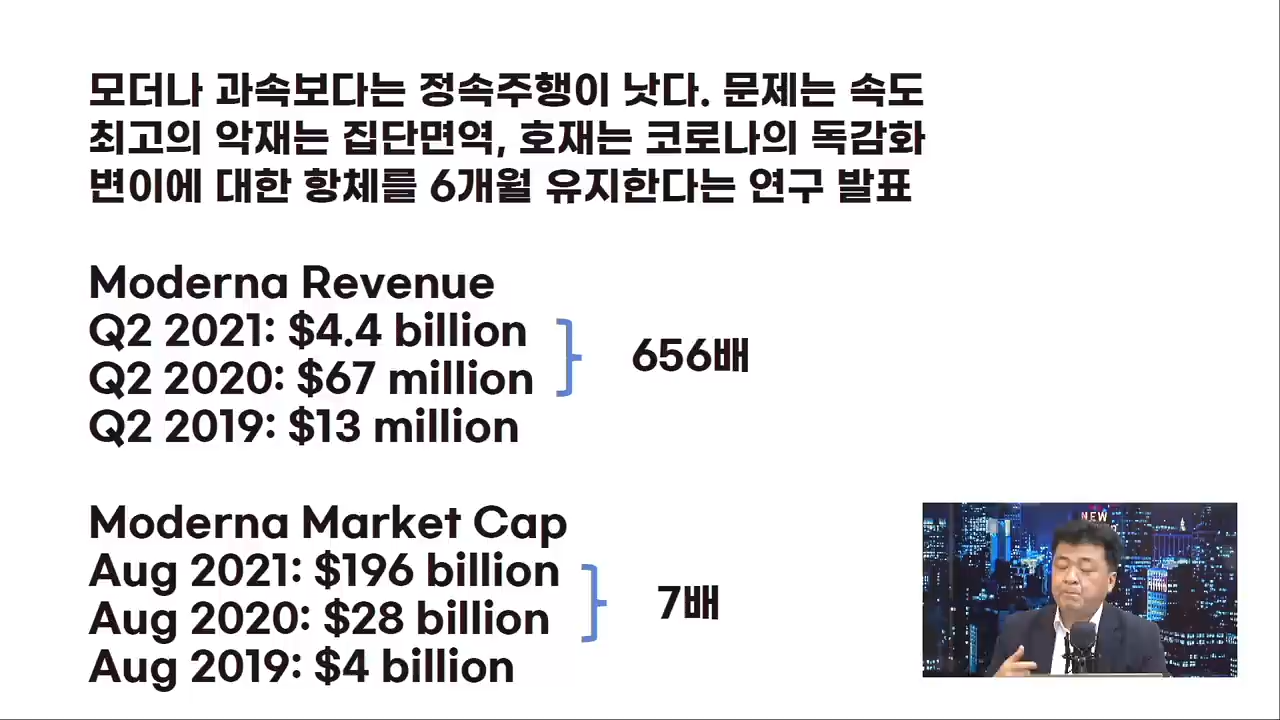 모더나 과속보다는 정속주행이 낫다. 문제는 속도
최고의 악재는 집단면역, 호재는 코로나의 독감화
변이에 대한 항체를 6개월 유지한다는 연구 발표
Moderna Revenue
Q2 2021: $4.4 billion
Q2 2020: $67 million
656배
Q2 2019: $13 million
Moderna Market Cap
Aug 2021: $196 billion
Aug 2020: $28 billion
7배
Aug 2019: $4 billion
NEW